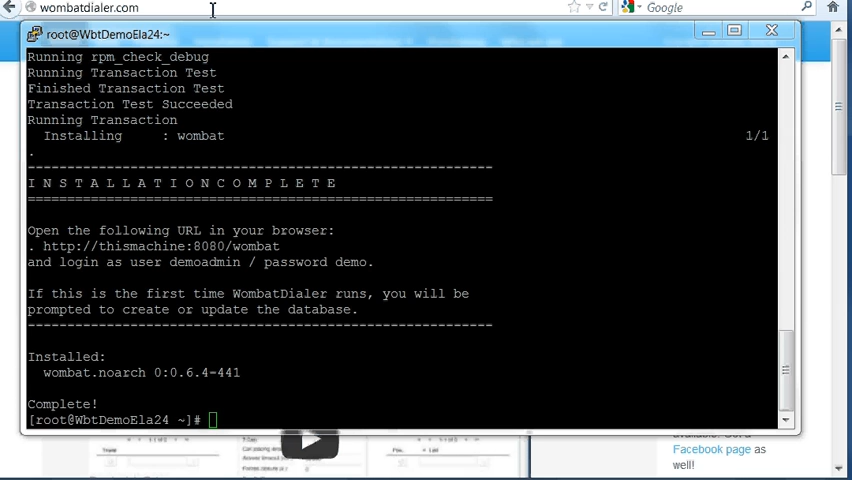 wombatdialer.com
Google
root@WbtDemoEla24:~
Running rpm_check_debug
Running Transaction Test
Finished Transaction Test
Transaction Test Succeeded
Running Transaction
Installing : wombat 1/1
.
------------------------------------------------------------
I N S T A L L A T I O N C O M P L E T E
============================================================
Open the following URL in your browser:
. http://thismachine:8080/wombat
and login as user demoadmin / password demo.
If this is the first time WombatDialer runs, you will be
prompted to create or update the database.
------------------------------------------------------------
Installed:
wombat.noarch 0:0.6.4-441
Complete!
[root@WbtDemoEla24 ~]#
Facebook page as
well!